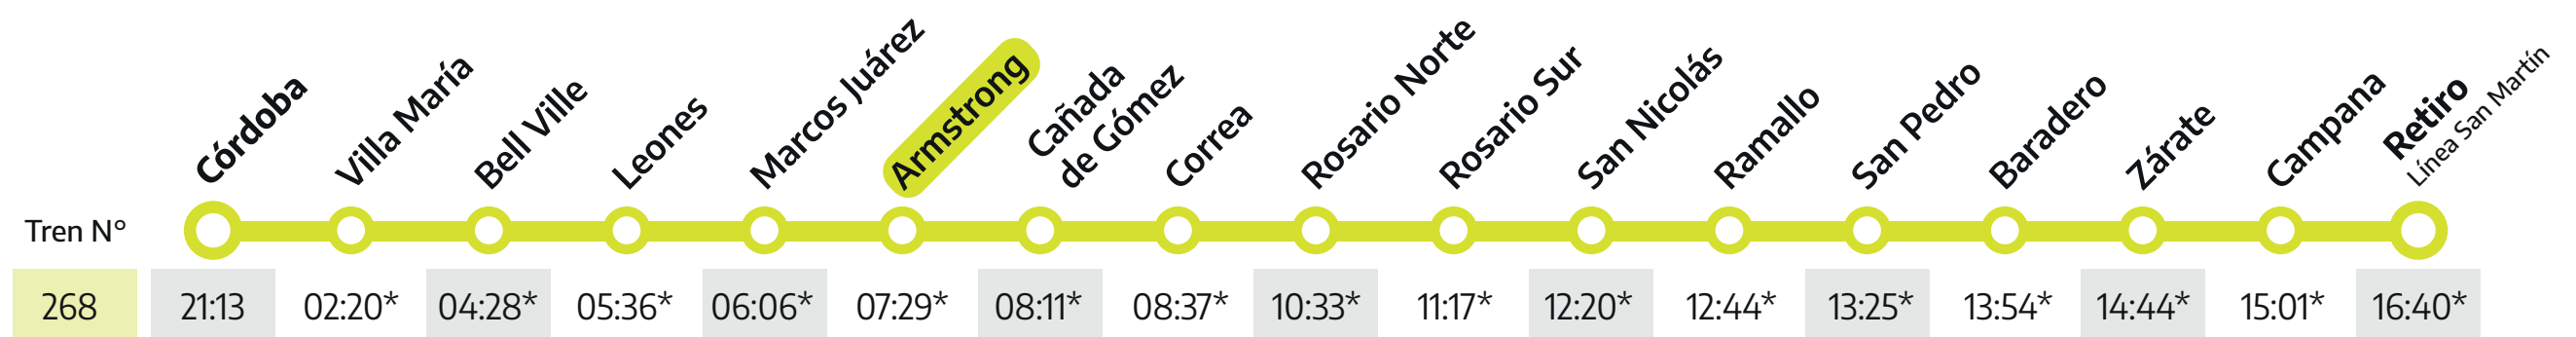 Córdoba
Villa María
Bell Ville
Leones
Marcos Juárez
Armstrong
Cañada
de Gómez
Correa
Rosario Norte
Rosario Sur
San Nicolás
Ramallo
San Pedro
Baradero
Zárate
Campana
Retiro
Línea San Martín
Tren N°
268 21:13 02:20* 04:28* 05:36* 06:06* 07:29* 08:11* 08:37* 10:33* 11:17* 12:20* 12:44* 13:25* 13:54* 14:44* 15:01* 16:40*